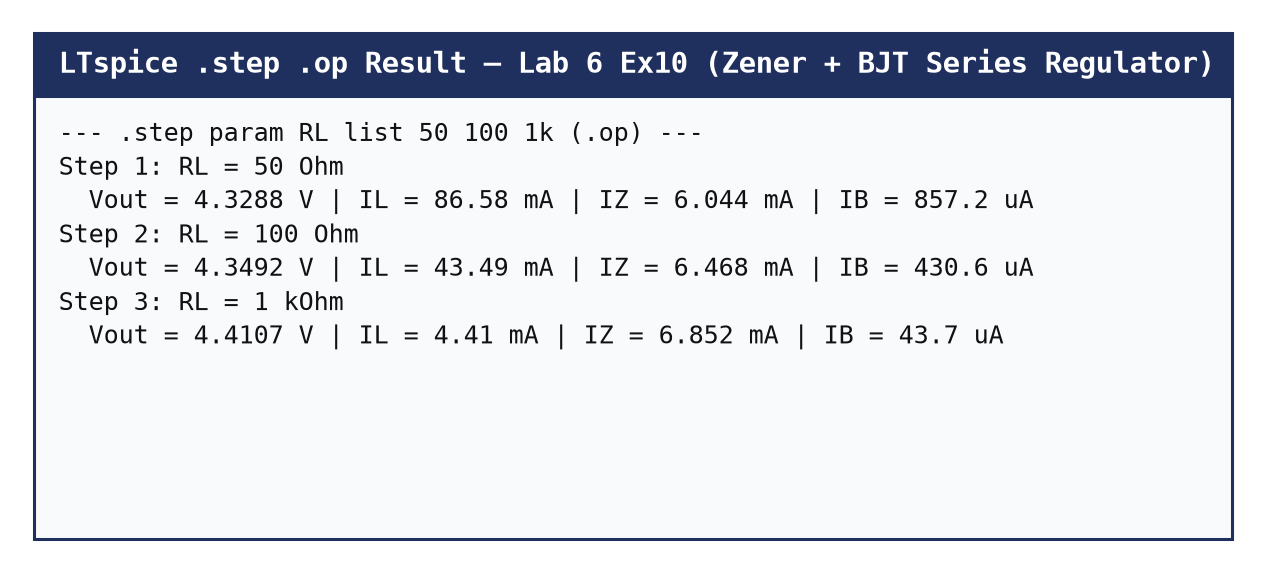 LTspice .step .op Result — Lab 6 Ex10 (Zener + BJT Series Regulator)
--- .step param RL list 50 100 1k (.op) ---
Step 1: RL = 50 Ohm
Vout = 4.3288 V | IL = 86.58 mA | IZ = 6.044 mA | IB = 857.2 uA
Step 2: RL = 100 Ohm
Vout = 4.3492 V | IL = 43.49 mA | IZ = 6.468 mA | IB = 430.6 uA
Step 3: RL = 1 kOhm
Vout = 4.4107 V | IL = 4.41 mA | IZ = 6.852 mA | IB = 43.7 uA